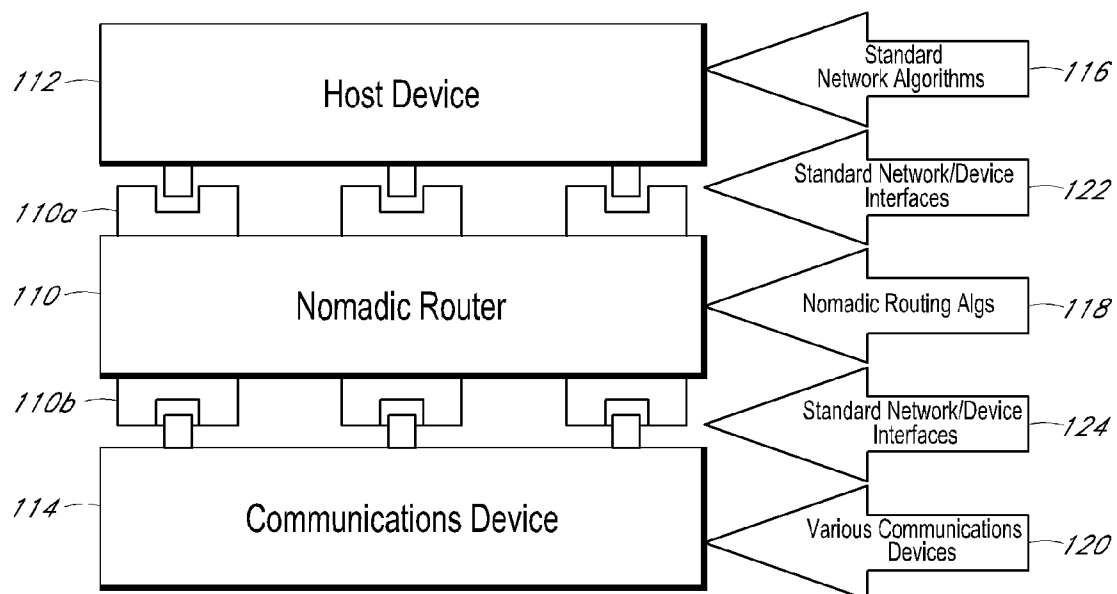 112
Host Device
Standard
Network Algorithms
116
110a
Standard Network/Device
Interfaces
122
110
Nomadic Router
Nomadic Routing Algs
118
110b
Standard Network/Device
Interfaces
124
114
Communications Device
Various Communications
Devices
120